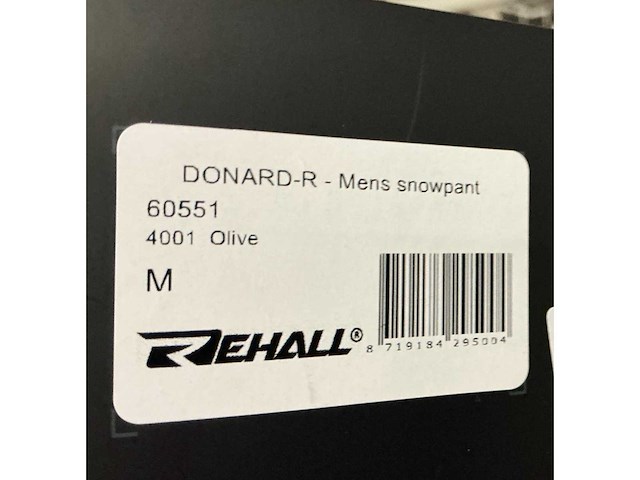 DONARD-R - Mens snowpant
60551
4001 Olive
M
REHALL®
8 719184 295004